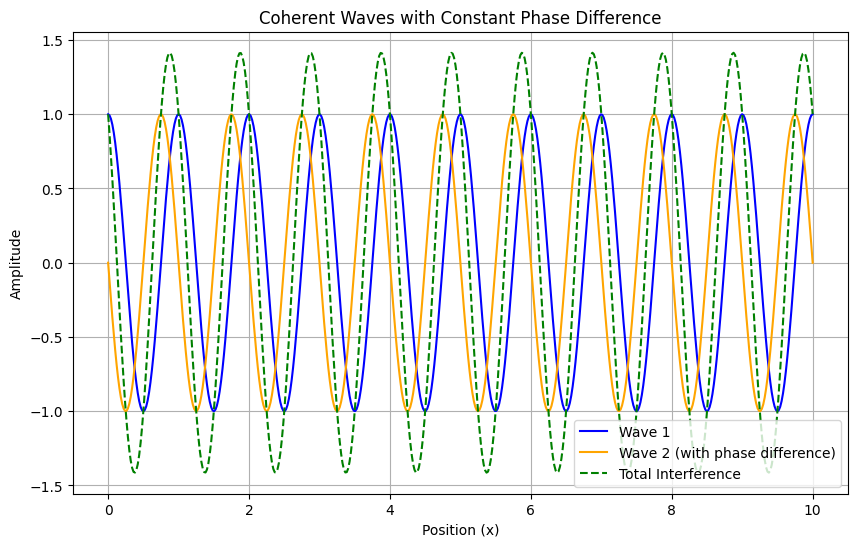 Coherent Waves with Constant Phase Difference
1.5
1.0
0.5
0.0
−0.5
−1.0
−1.5
Amplitude
Wave 1
Wave 2 (with phase difference)
Total Interference
0 2 4 6 8 10
Position (x)